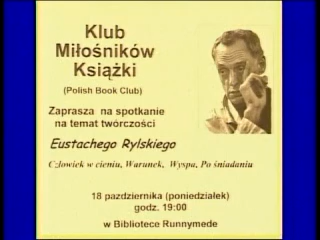 Klub
Miłośników
Książki
(Polish Book Club)
Zaprasza na spotkanie
na temat twórczości
Eustachego Rylskiego
Człowiek w cieniu, Warunek, Wyspa, Po śniadaniu
18 pazdziernika (poniedziałek)
godz. 19:00
w Bibliotece Runnymede